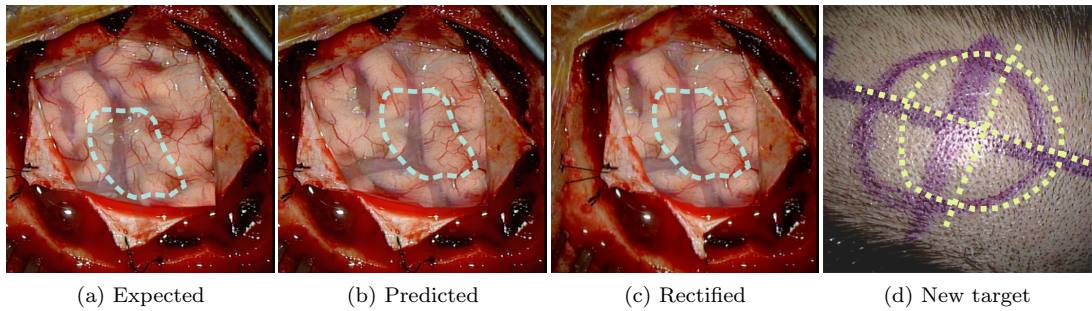 (a) Expected
(b) Predicted
(c) Rectified
(d) New target